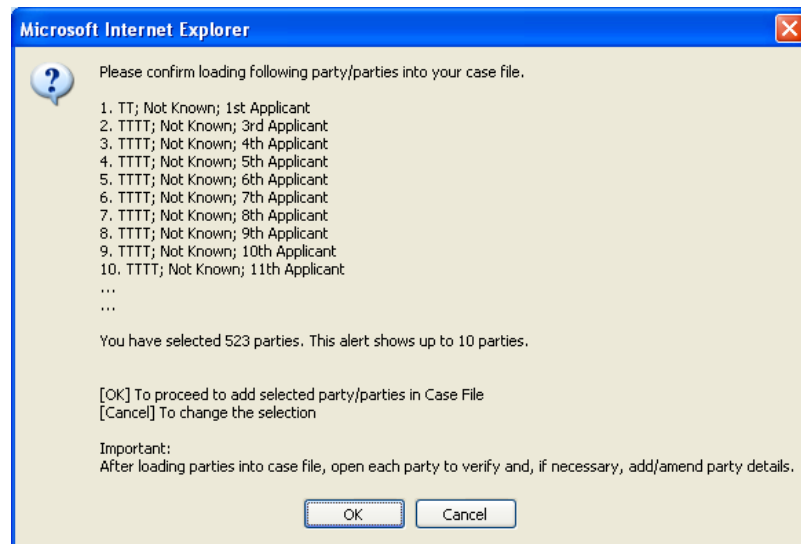 Microsoft Internet Explorer
Please confirm loading following party/parties into your case file.
1. TT; Not Known; 1st Applicant
2. TTTT; Not Known; 3rd Applicant
3. TTTT; Not Known; 4th Applicant
4. TTTT; Not Known; 5th Applicant
5. TTTT; Not Known; 6th Applicant
6. TTTT; Not Known; 7th Applicant
7. TTTT; Not Known; 8th Applicant
8. TTTT; Not Known; 9th Applicant
9. TTTT; Not Known; 10th Applicant
10. TTTT; Not Known; 11th Applicant
...
...
You have selected 523 parties. This alert shows up to 10 parties.
[OK] To proceed to add selected party/parties in Case File
[Cancel] To change the selection
Important:
After loading parties into case file, open each party to verify and, if necessary, add/amend party details.
OK
Cancel